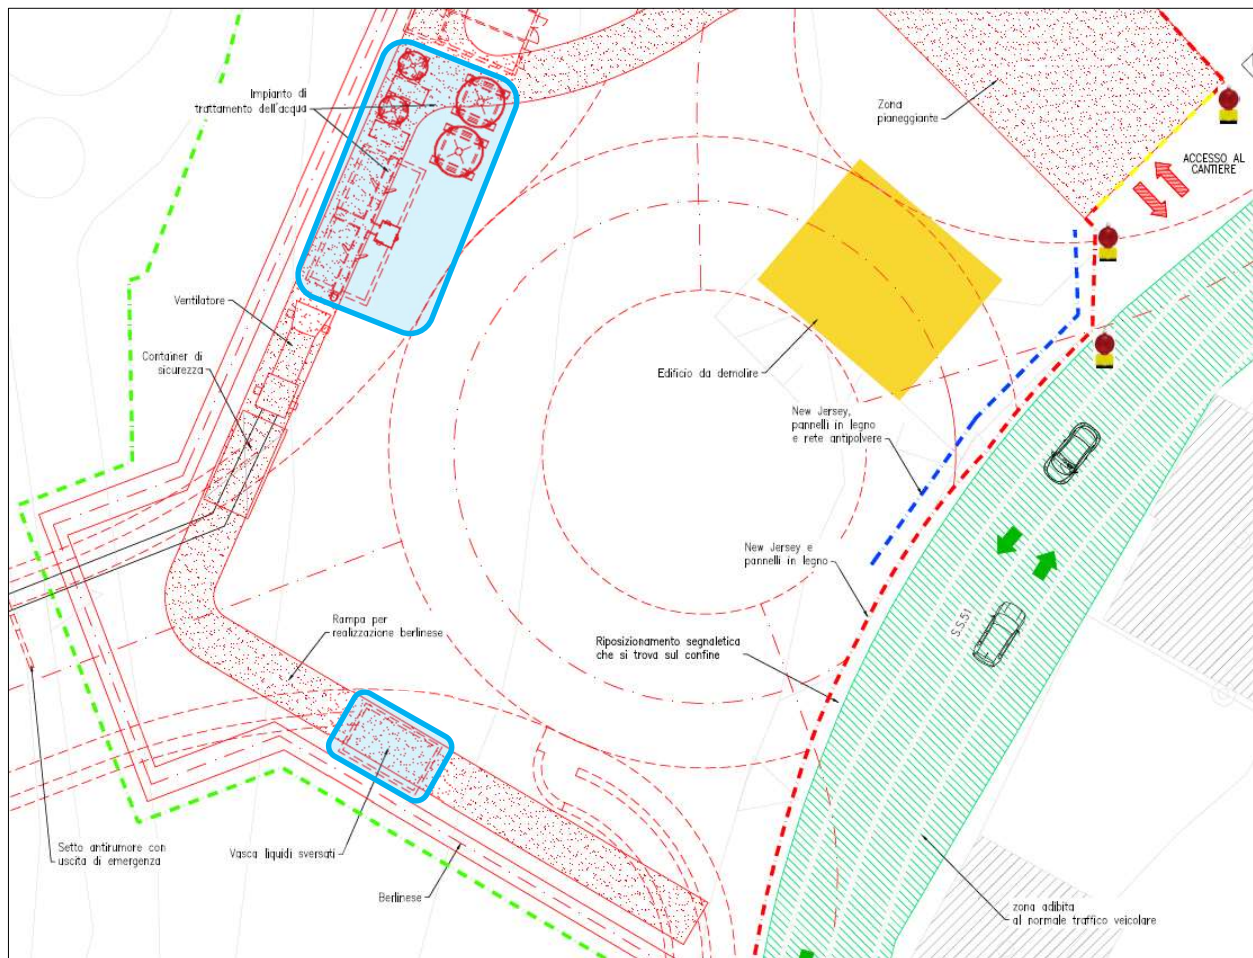 Impianto di
trattamento dell'acqua
Zona
pianeggiante
ACCESSO AL
CANTIERE
Ventilatore
Container di
sicurezza
Edificio da demolire
New Jersey,
pannelli in legno
e rete antipolvere
New Jersey e
pannelli in legno
Rampa per
realizzazione berlinese
Riposizionamento segnaletica
che si trova sul confine
S.S.51
Setto antirumore con
uscita di emergenza
Vasca liquidi sversati
Berlinese
zona adibita
al normale traffico veicolare